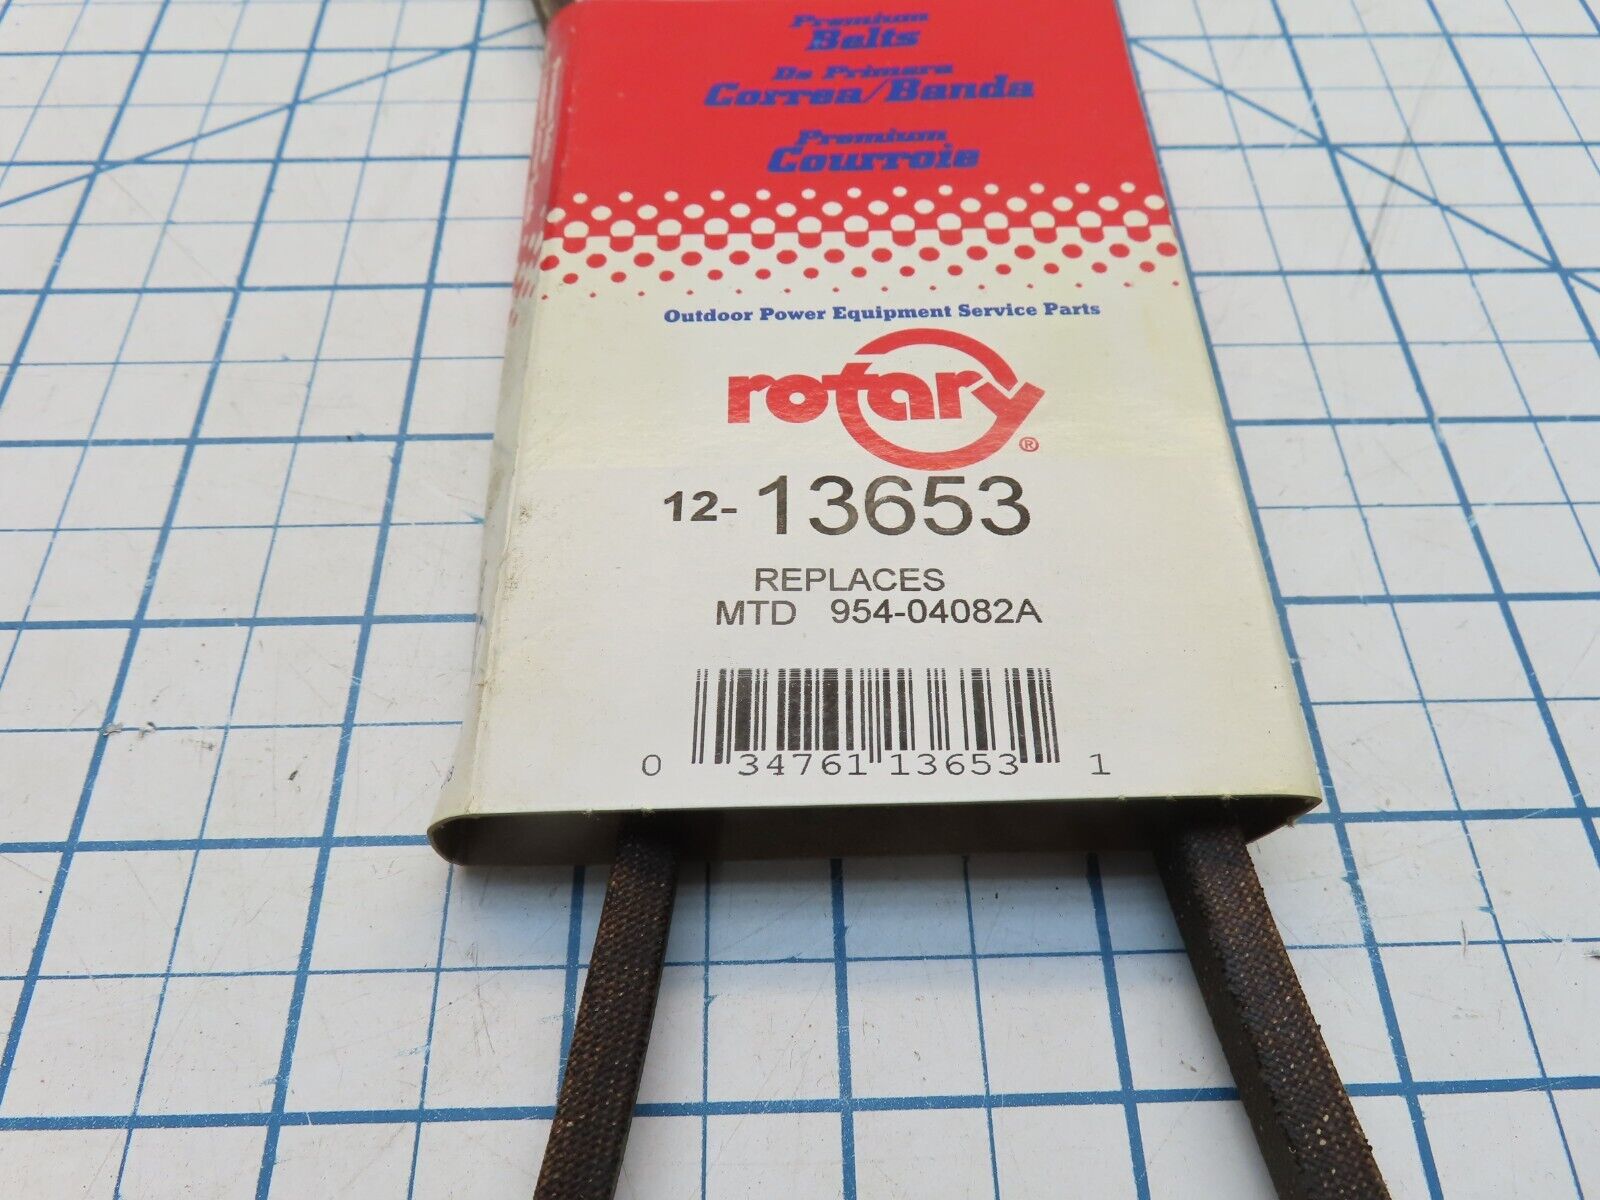 Premium
Belts
De Primera
Correa/Banda
Premium
Courroie
Outdoor Power Equipment Service Parts
rotary®
12-13653
REPLACES
MTD 954-04082A
0 34761 13653 1